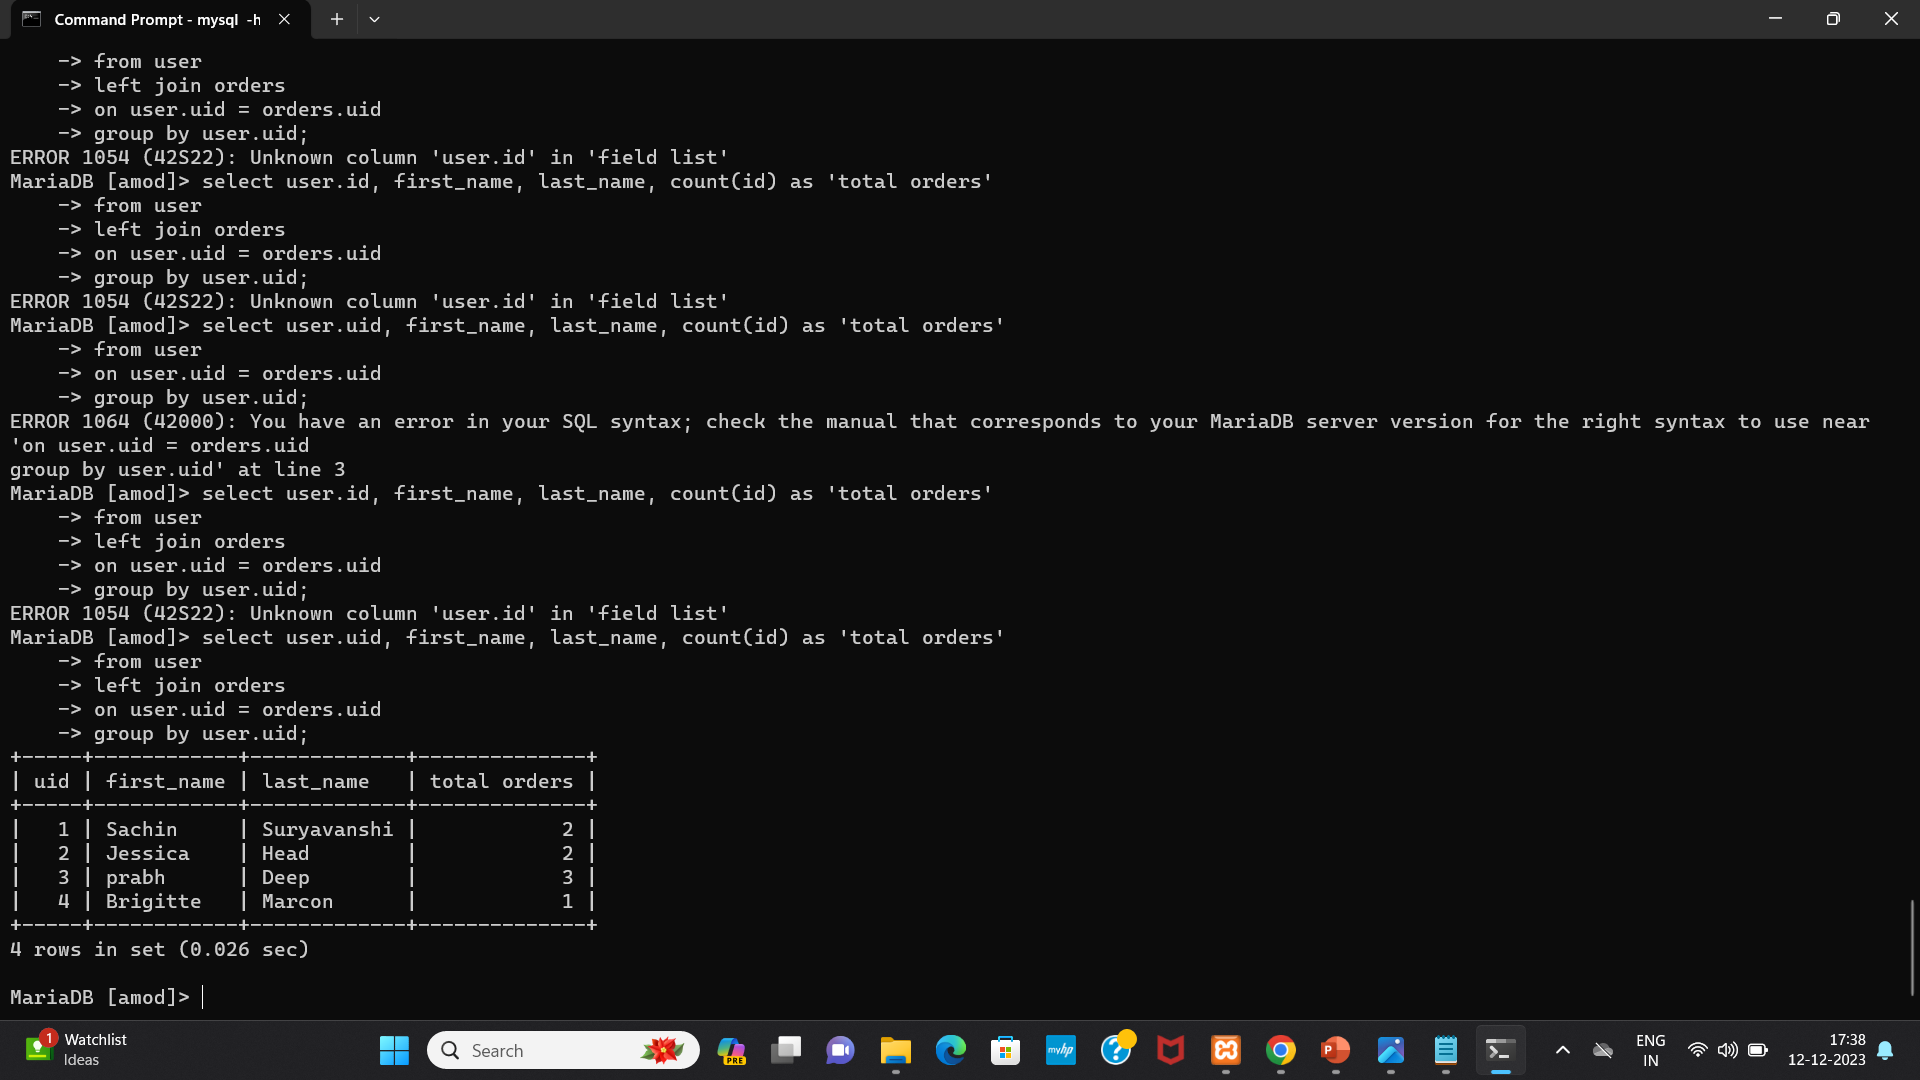 Command Prompt - mysql -h
-> from user
-> left join orders
-> on user.uid = orders.uid
-> group by user.uid;
ERROR 1054 (42S22): Unknown column 'user.id' in 'field list'
MariaDB [amod]> select user.id, first_name, last_name, count(id) as 'total orders'
-> from user
-> left join orders
-> on user.uid = orders.uid
-> group by user.uid;
ERROR 1054 (42S22): Unknown column 'user.id' in 'field list'
MariaDB [amod]> select user.uid, first_name, last_name, count(id) as 'total orders'
-> from user
-> on user.uid = orders.uid
-> group by user.uid;
ERROR 1064 (42000): You have an error in your SQL syntax; check the manual that corresponds to your MariaDB server version for the right syntax to use near
'on user.uid = orders.uid
group by user.uid' at line 3
MariaDB [amod]> select user.id, first_name, last_name, count(id) as 'total orders'
-> from user
-> left join orders
-> on user.uid = orders.uid
-> group by user.uid;
ERROR 1054 (42S22): Unknown column 'user.id' in 'field list'
MariaDB [amod]> select user.uid, first_name, last_name, count(id) as 'total orders'
-> from user
-> left join orders
-> on user.uid = orders.uid
-> group by user.uid;
+-----+------------+-------------+--------------+
| uid | first_name | last_name   | total orders |
+-----+------------+-------------+--------------+
|   1 | Sachin     | Suryavanshi |            2 |
|   2 | Jessica    | Head        |            2 |
|   3 | prabh      | Deep        |            3 |
|   4 | Brigitte   | Marcon      |            1 |
+-----+------------+-------------+--------------+
4 rows in set (0.026 sec)
MariaDB [amod]>
1
Watchlist
Ideas
Search
PRE
myhp
?
P
ENG
IN
17:38
12-12-2023